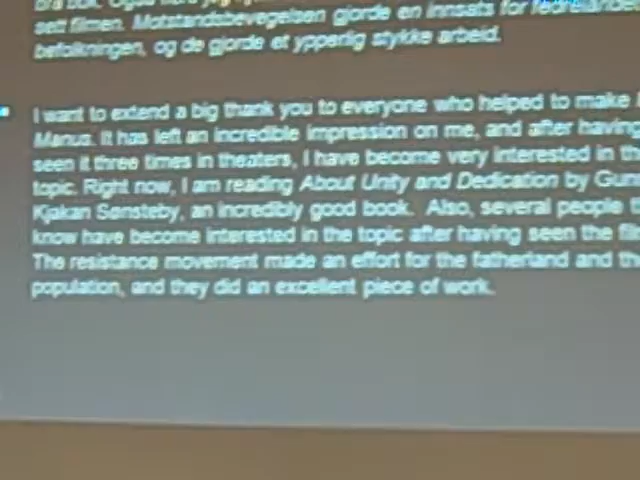 sett filmen. Motstandsbevegelsen gjorde en innsats for fedrelandet
befolkningen, og de gjorde et ypperlig stykke arbeid.
I want to extend a big thank you to everyone who helped to make
Manus. It has left an incredible impression on me, and after having
seen it three times in theaters, I have become very interested in
topic. Right now, I am reading About Unity and Dedication by
Kjakan Sønsteby, an incredibly good book. Also, several people
know have become interested in the topic after having seen the
The resistance movement made an effort for the fatherland and
population, and they did an excellent piece of work.